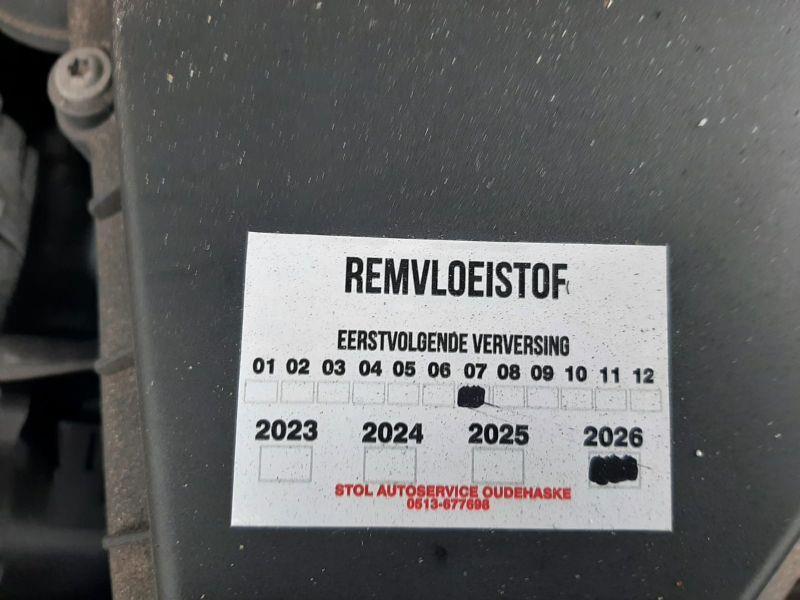 REMVLOEISTOF
EERSTVOLGENDE VERVERSING
01 02 03 04 05 06 07 08 09 10 11 12
2023 2024 2025 2026
STOL AUTOSERVICE OUDEHASKE
0513-677698